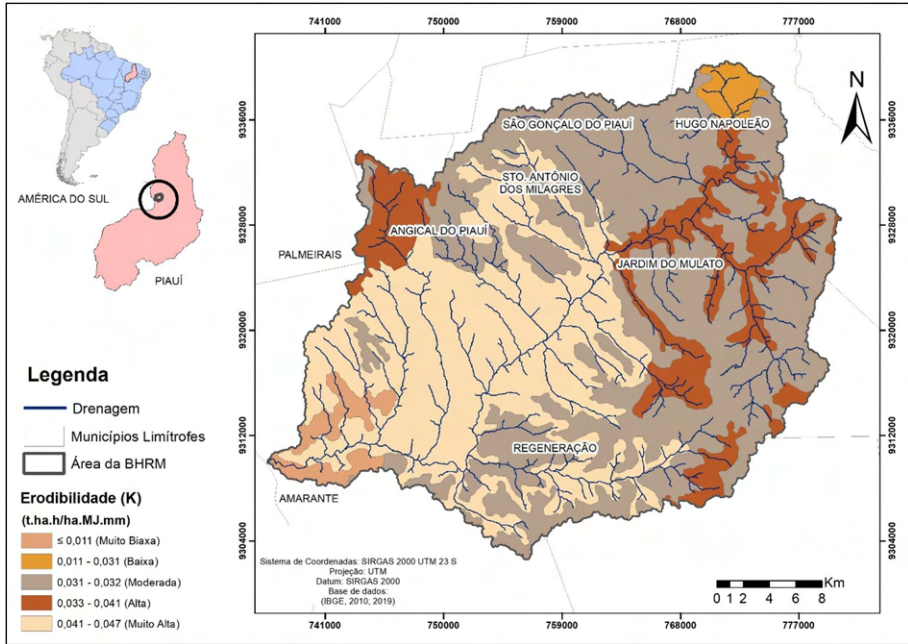 741000 750000 759000 768000 777000
9336000
9328000
9320000
9312000
9304000
N
AMÉRICA DO SUL
PIAUÍ
SÃO GONÇALO DO PIAUÍ
HUGO NAPOLEÃO
STO. ANTÔNIO
DOS MILAGRES
ANGICAL DO PIAUÍ
PALMEIRAIS
JARDIM DO MULATO
REGENERAÇÃO
AMARANTE
Legenda
Drenagem
Municípios Limítrofes
Área da BHRM
Erodibilidade (K)
(t.ha.h/ha.MJ.mm)
≤ 0,011 (Muito Biaxa)
0,011 - 0,031 (Baixa)
0,031 - 0,032 (Moderada)
0,033 - 0,041 (Alta)
0,041 - 0,047 (Muito Alta)
Sistema de Coordenadas: SIRGAS 2000 UTM 23 S
Projeção: UTM
Datum: SIRGAS 2000
Base de dados:
(IBGE, 2010; 2019)
Km
0 1 2 4 6 8
9336000
9328000
9320000
9312000
9304000
741000 750000 759000 768000 777000